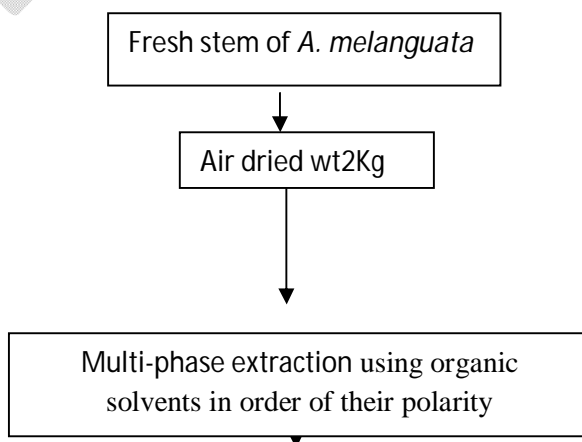 Fresh stem of A. melanguata
Air dried wt2Kg
Multi-phase extraction using organic
solvents in order of their polarity